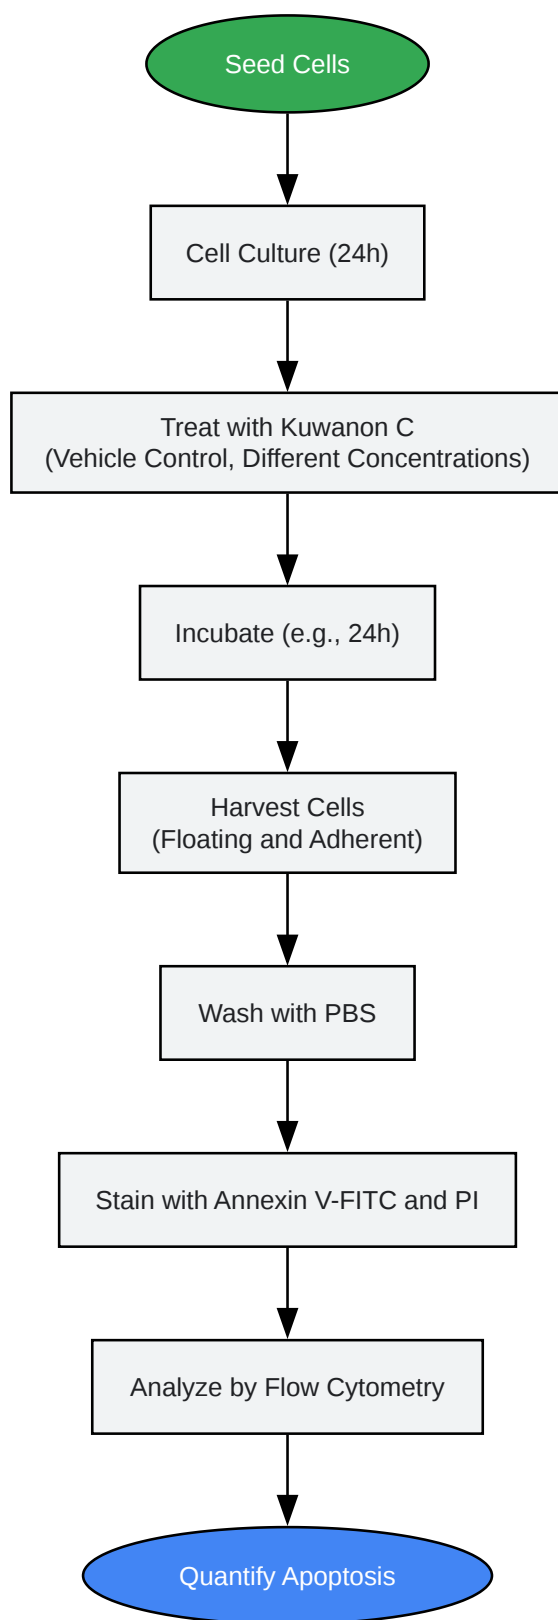 Seed Cells
Cell Culture (24h)
Treat with Kuwanon C
(Vehicle Control, Different Concentrations)
Incubate (e.g., 24h)
Harvest Cells
(Floating and Adherent)
Wash with PBS
Stain with Annexin V-FITC and PI
Analyze by Flow Cytometry
Quantify Apoptosis